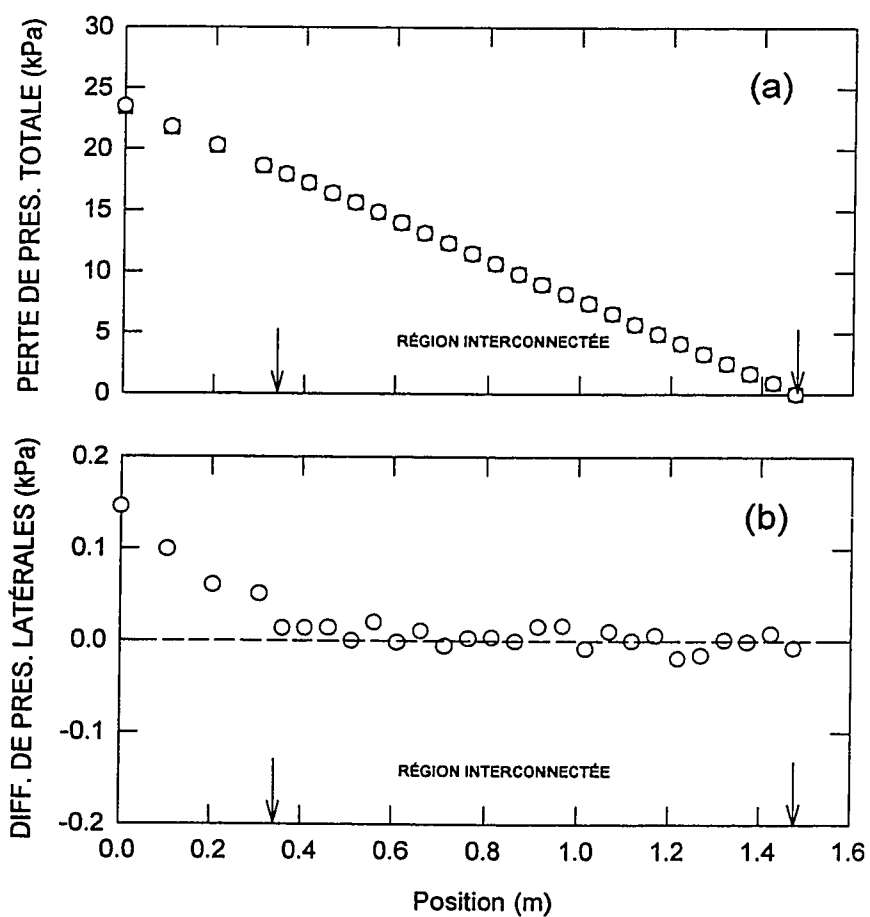 PERTE DE PRES. TOTALE (kPa)
30
25
20
15
10
5
0
(a)
RÉGION INTERCONNECTÉE
DIFF. DE PRES. LATÉRALES (kPa)
0.2
0.1
0.0
-0.1
-0.2
(b)
RÉGION INTERCONNECTÉE
0.0 0.2 0.4 0.6 0.8 1.0 1.2 1.4 1.6
Position (m)